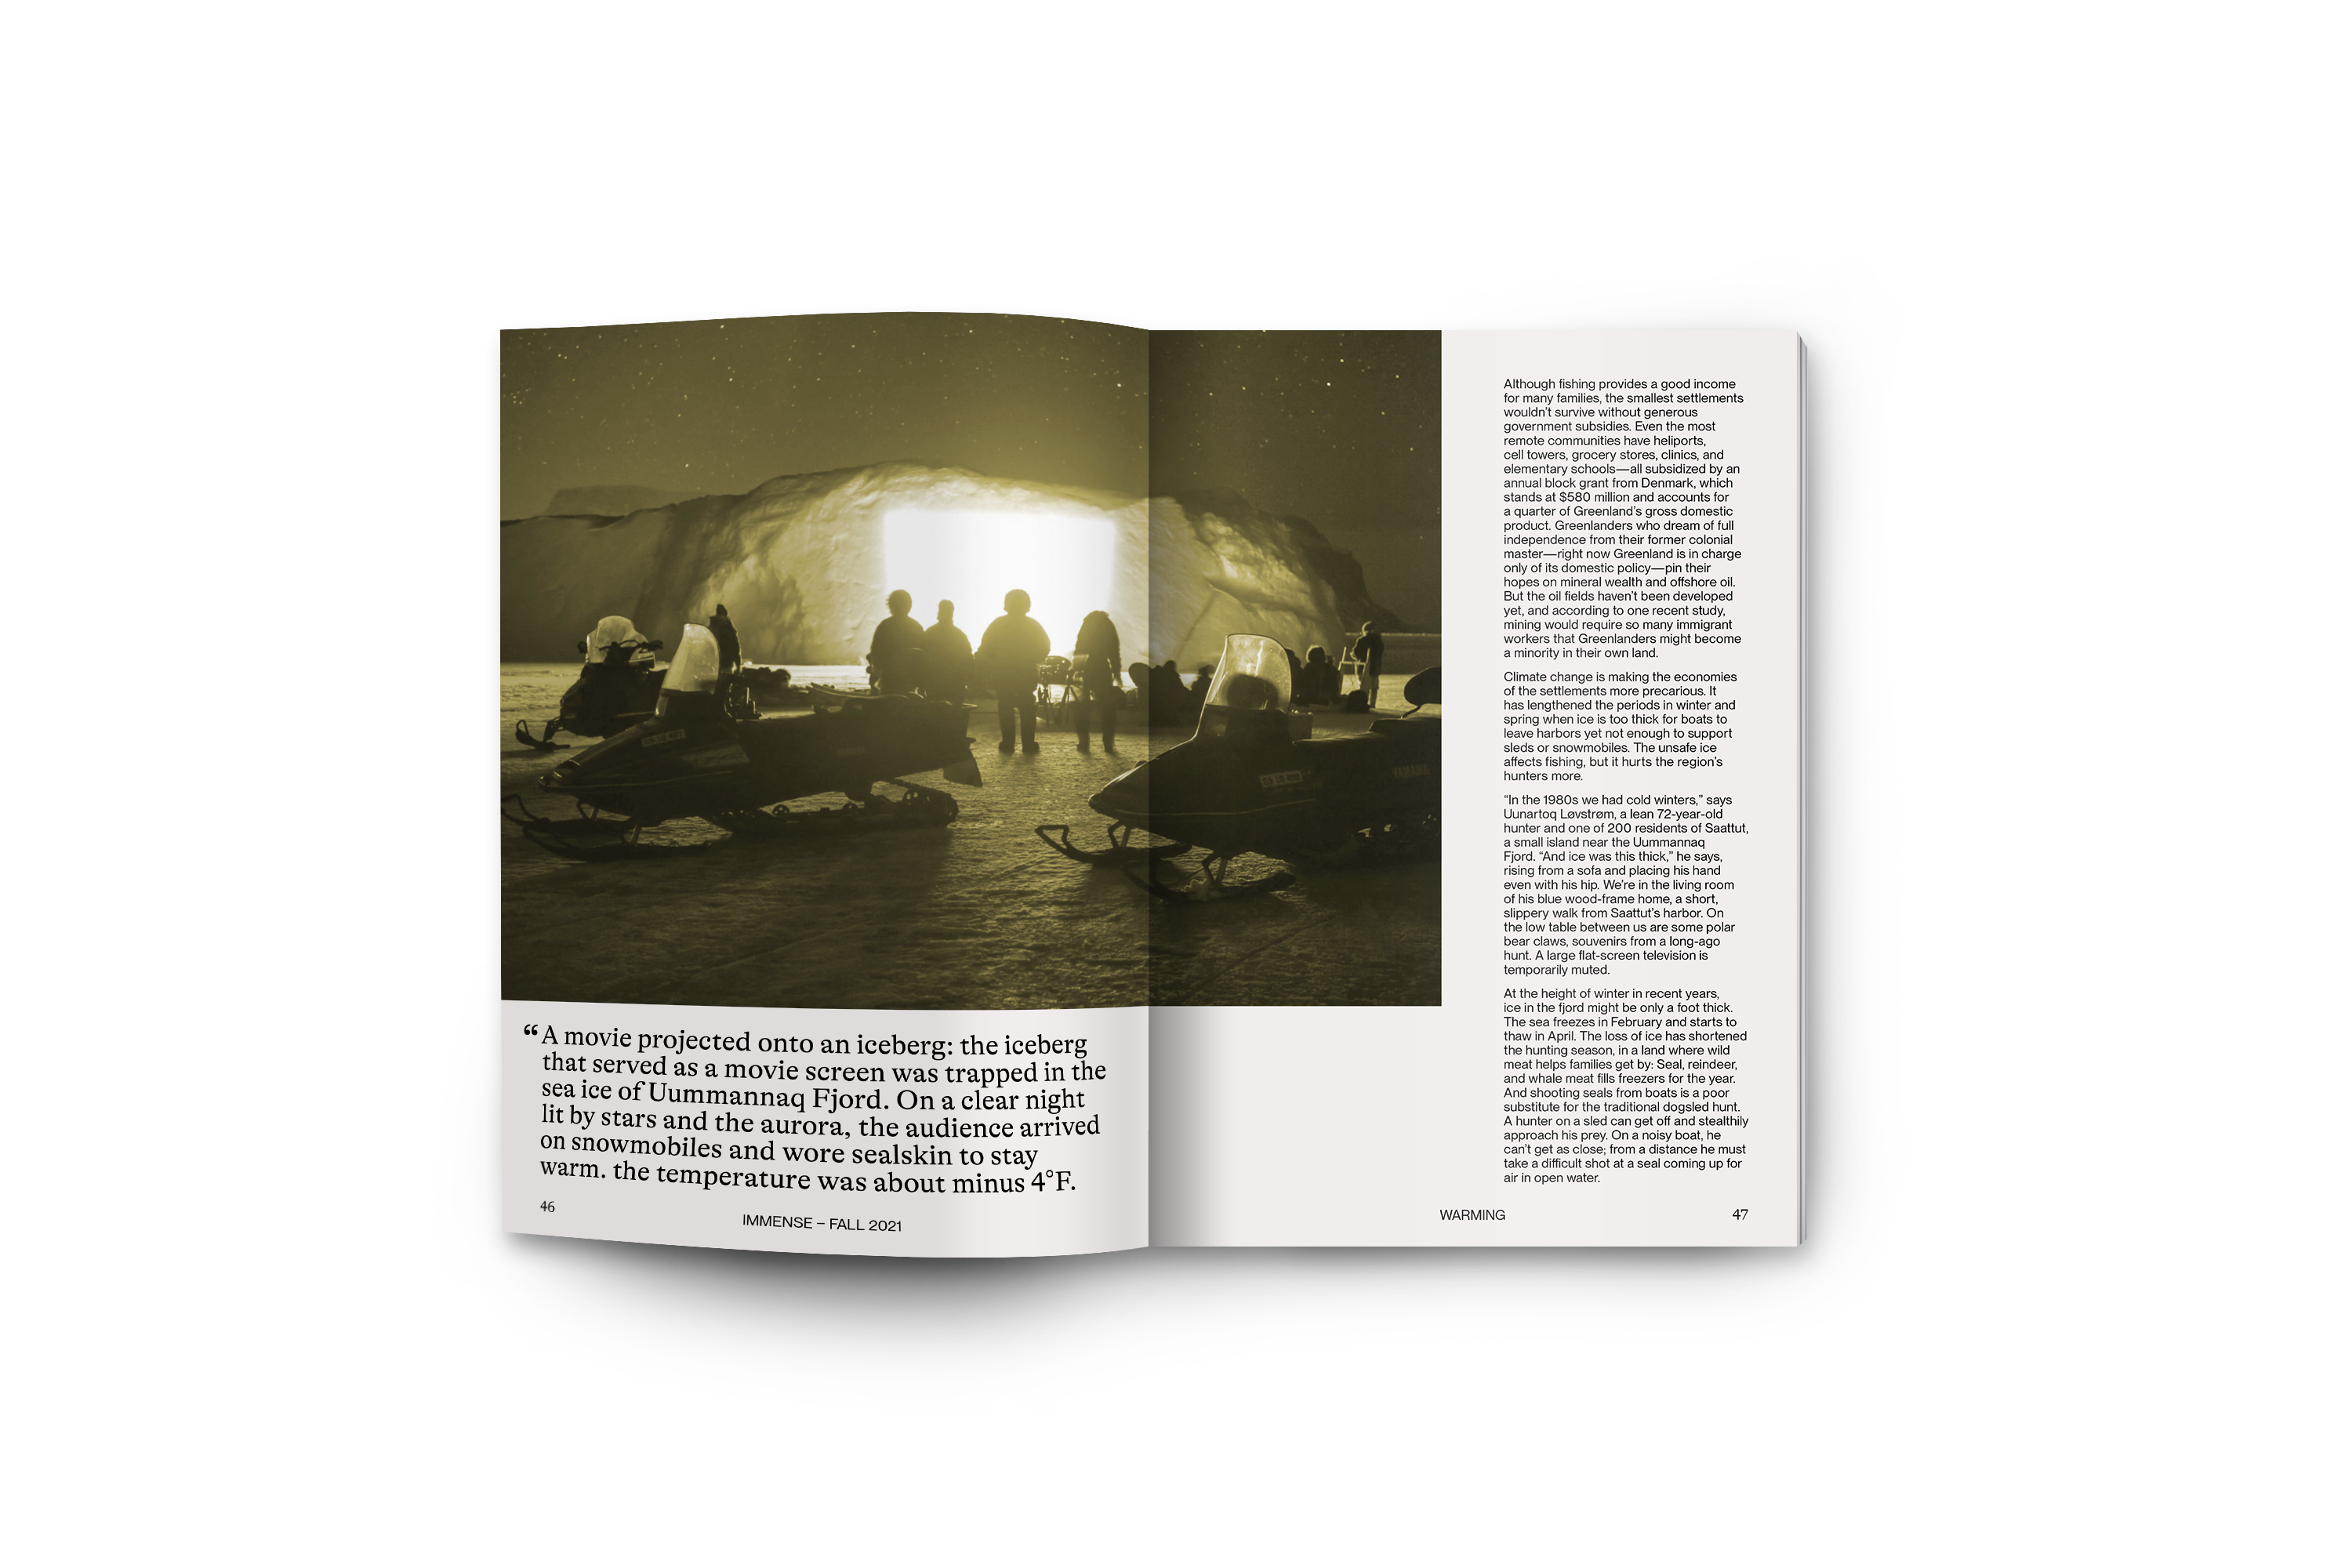 “A movie projected onto an iceberg: the iceberg
that served as a movie screen was trapped in the
sea ice of Uummannaq Fjord. On a clear night
lit by stars and the aurora, the audience arrived
on snowmobiles and wore sealskin to stay
warm. the temperature was about minus 4°F.
46
IMMENSE – FALL 2021
Although fishing provides a good income
for many families, the smallest settlements
wouldn’t survive without generous
government subsidies. Even the most
remote communities have heliports,
cell towers, grocery stores, clinics, and
elementary schools—all subsidized by an
annual block grant from Denmark, which
stands at $580 million and accounts for
a quarter of Greenland’s gross domestic
product. Greenlanders who dream of full
independence from their former colonial
master—right now Greenland is in charge
only of its domestic policy—pin their
hopes on mineral wealth and offshore oil.
But the oil fields haven’t been developed
yet, and according to one recent study,
mining would require so many immigrant
workers that Greenlanders might become
a minority in their own land.
Climate change is making the economies
of the settlements more precarious. It
has lengthened the periods in winter and
spring when ice is too thick for boats to
leave harbors yet not enough to support
sleds or snowmobiles. The unsafe ice
affects fishing, but it hurts the region’s
hunters more.
“In the 1980s we had cold winters,” says
Uunartoq Løvstrøm, a lean 72-year-old
hunter and one of 200 residents of Saattut,
a small island near the Uummannaq
Fjord. “And ice was this thick,” he says,
rising from a sofa and placing his hand
even with his hip. We’re in the living room
of his blue wood-frame home, a short,
slippery walk from Saattut’s harbor. On
the low table between us are some polar
bear claws, souvenirs from a long-ago
hunt. A large flat-screen television is
temporarily muted.
At the height of winter in recent years,
ice in the fjord might be only a foot thick.
The sea freezes in February and starts to
thaw in April. The loss of ice has shortened
the hunting season, in a land where wild
meat helps families get by: Seal, reindeer,
and whale meat fills freezers for the year.
And shooting seals from boats is a poor
substitute for the traditional dogsled hunt.
A hunter on a sled can get off and stealthily
approach his prey. On a noisy boat, he
can’t get as close; from a distance he must
take a difficult shot at a seal coming up for
air in open water.
WARMING
47
YAMAHA